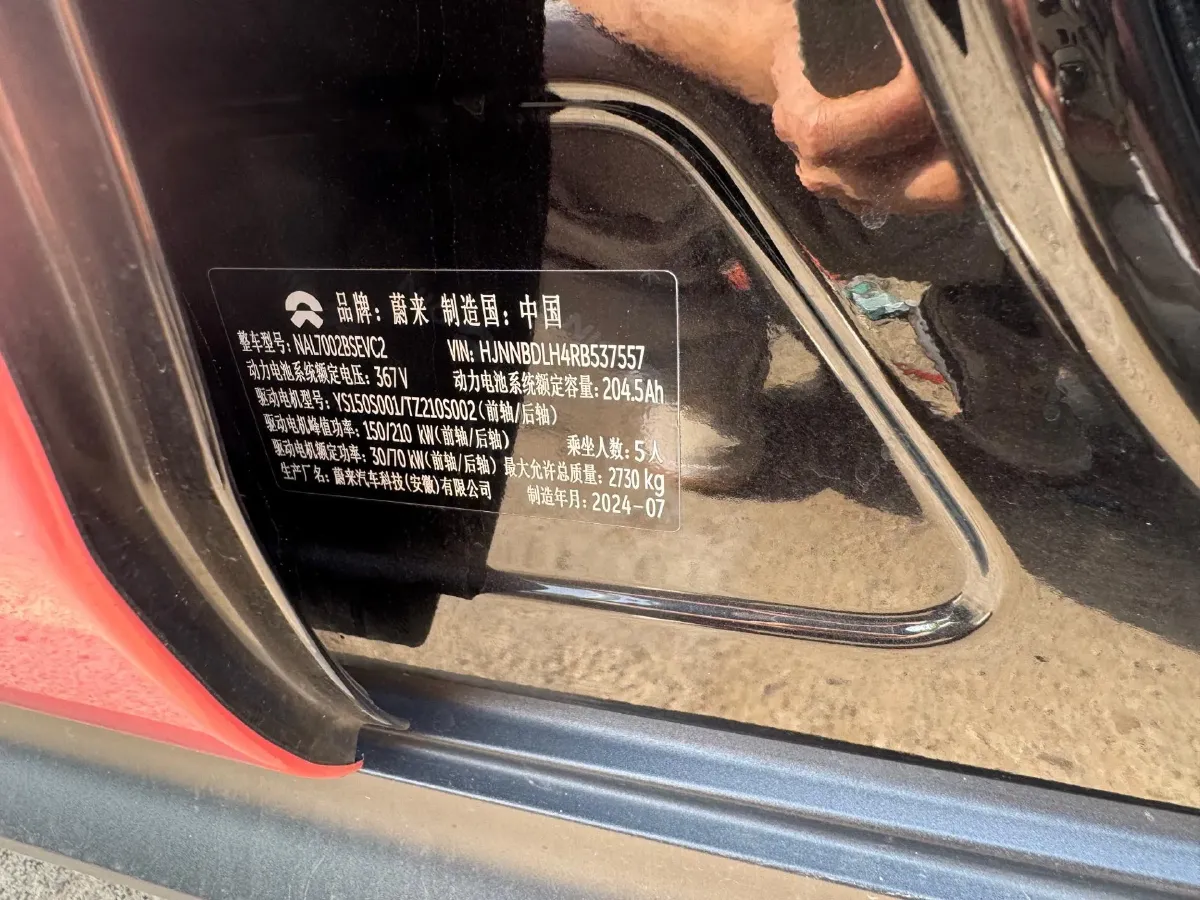 品牌：蔚来 制造国：中国
整车型号：NAL7002BSEVC2 VIN：HJNNBDLH4RB537557
动力电池系统额定电压：367V 动力电池系统额定容量：204.5Ah
驱动电机型号：YS150S001/TZ210S002(前轴/后轴)
驱动电机峰值功率：150/210 kW(前轴/后轴) 乘坐人数：5人
驱动电机额定功率：30/70 kW(前轴/后轴) 最大允许总质量：2730 kg
生产厂名：蔚来汽车科技(安徽)有限公司 制造年月：2024-07